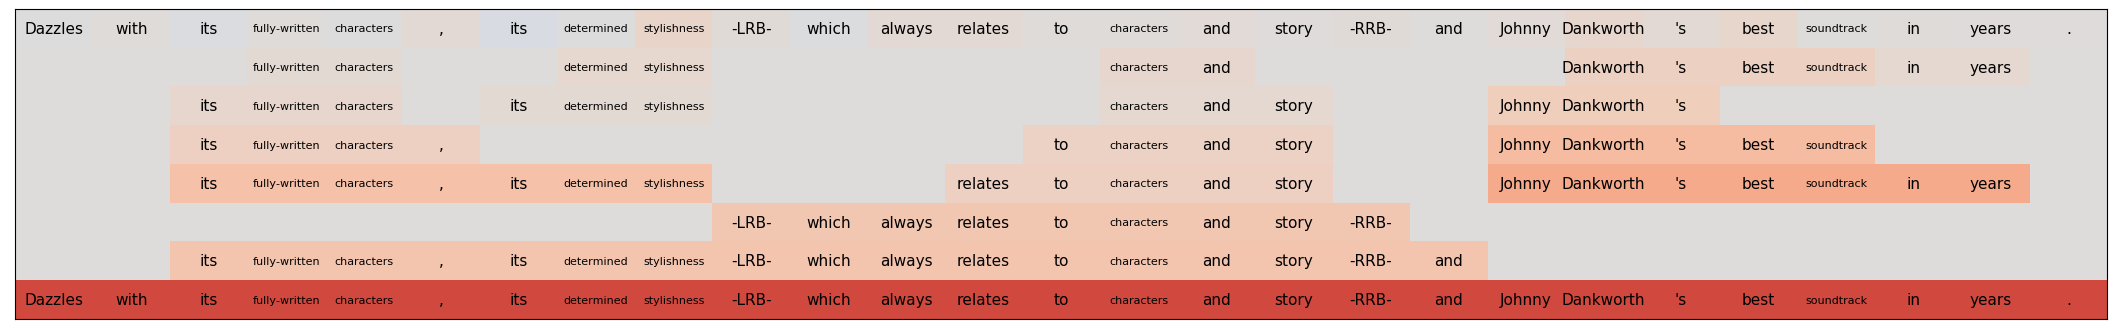 Dazzles with its fully-written characters , its determined stylishness -LRB- which always relates to characters and story -RRB- and Johnny Dankworth 's best soundtrack in years .
fully-written characters determined stylishness characters and Dankworth 's best soundtrack in years
its fully-written characters its determined stylishness characters and story Johnny Dankworth 's
its fully-written characters , to characters and story Johnny Dankworth 's best soundtrack
its fully-written characters , its determined stylishness relates to characters and story Johnny Dankworth 's best soundtrack in years
-LRB- which always relates to characters and story -RRB-
its fully-written characters , its determined stylishness -LRB- which always relates to characters and story -RRB- and
Dazzles with its fully-written characters , its determined stylishness -LRB- which always relates to characters and story -RRB- and Johnny Dankworth 's best soundtrack in years .